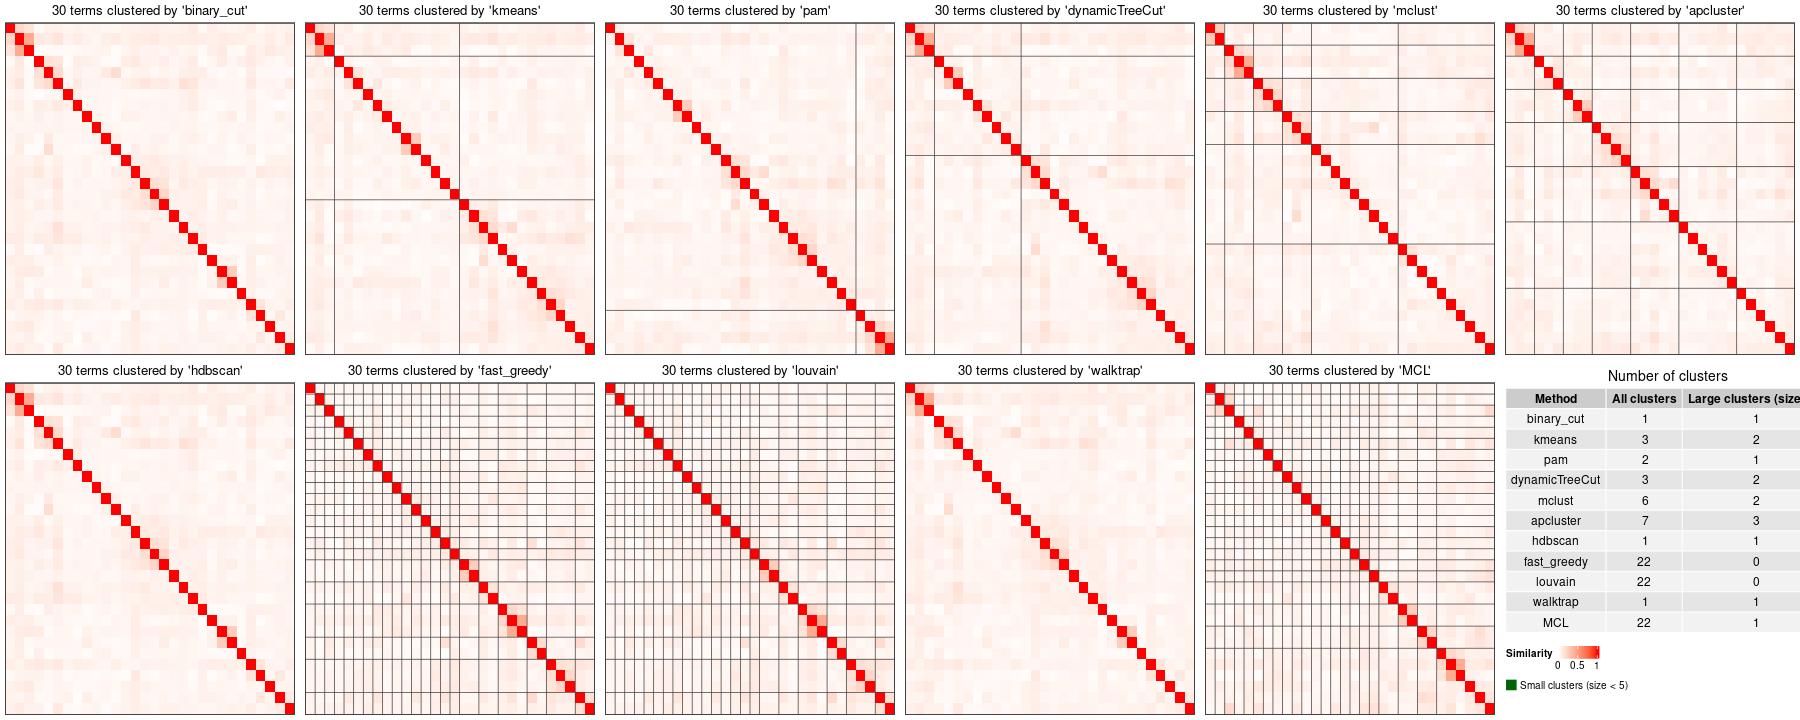 30 terms clustered by 'binary_cut'
30 terms clustered by 'kmeans'
30 terms clustered by 'pam'
30 terms clustered by 'dynamicTreeCut'
30 terms clustered by 'mclust'
30 terms clustered by 'apcluster'
30 terms clustered by 'hdbscan'
30 terms clustered by 'fast_greedy'
30 terms clustered by 'louvain'
30 terms clustered by 'walktrap'
30 terms clustered by 'MCL'
Number of clusters
Method All clusters Large clusters (size
binary_cut 1 1
kmeans 3 2
pam 2 1
dynamicTreeCut 3 2
mclust 6 2
apcluster 7 3
hdbscan 1 1
fast_greedy 22 0
louvain 22 0
walktrap 1 1
MCL 22 1
Similarity
0 0.5 1
Small clusters (size < 5)